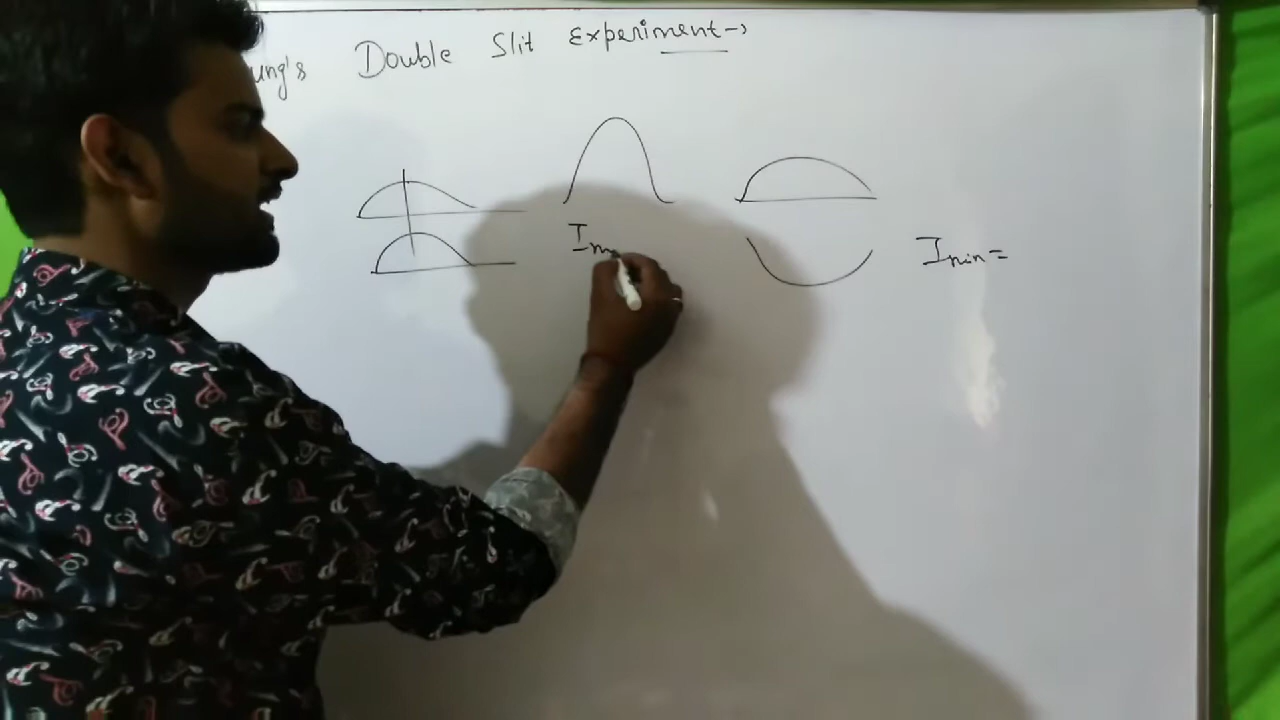 ung's Double Slit Experiment→
Im
Imin=